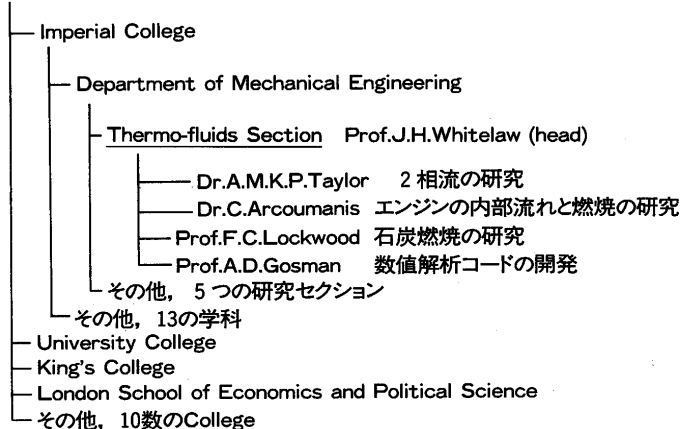 Imperial College
Department of Mechanical Engineering
Thermo-fluids Section Prof.J.H.Whitelaw (head)
Dr.A.M.K.P.Taylor 2相流の研究
Dr.C.Arcoumanis エンジンの内部流れと燃焼の研究
Prof.F.C.Lockwood 石炭燃焼の研究
Prof.A.D.Gosman 数値解析コードの開発
その他, 5つの研究セクション
その他, 13の学科
University College
King's College
London School of Economics and Political Science
その他, 10数のCollege